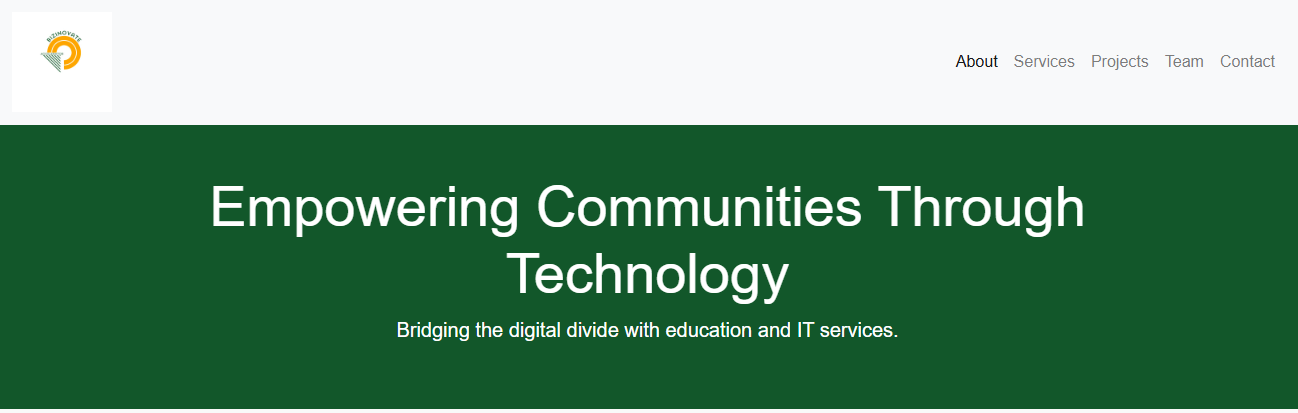 BIZINOVATE
About Services Projects Team Contact
Empowering Communities Through
Technology
Bridging the digital divide with education and IT services.